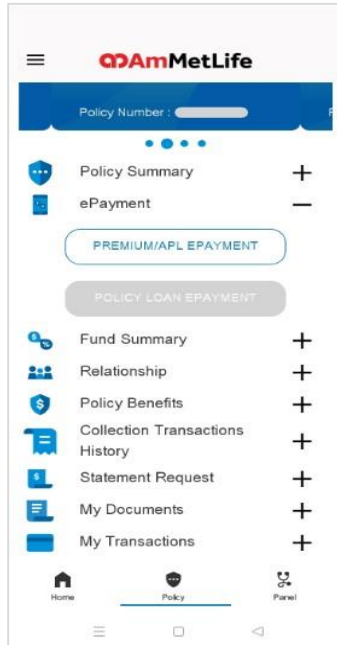 AmMetLife
Policy Number :
Policy Summary
ePayment
PREMIUM/APL EPAYMENT
POLICY LOAN EPAYMENT
Fund Summary
Relationship
Policy Benefits
Collection Transactions
History
Statement Request
My Documents
My Transactions
Home Policy Panel